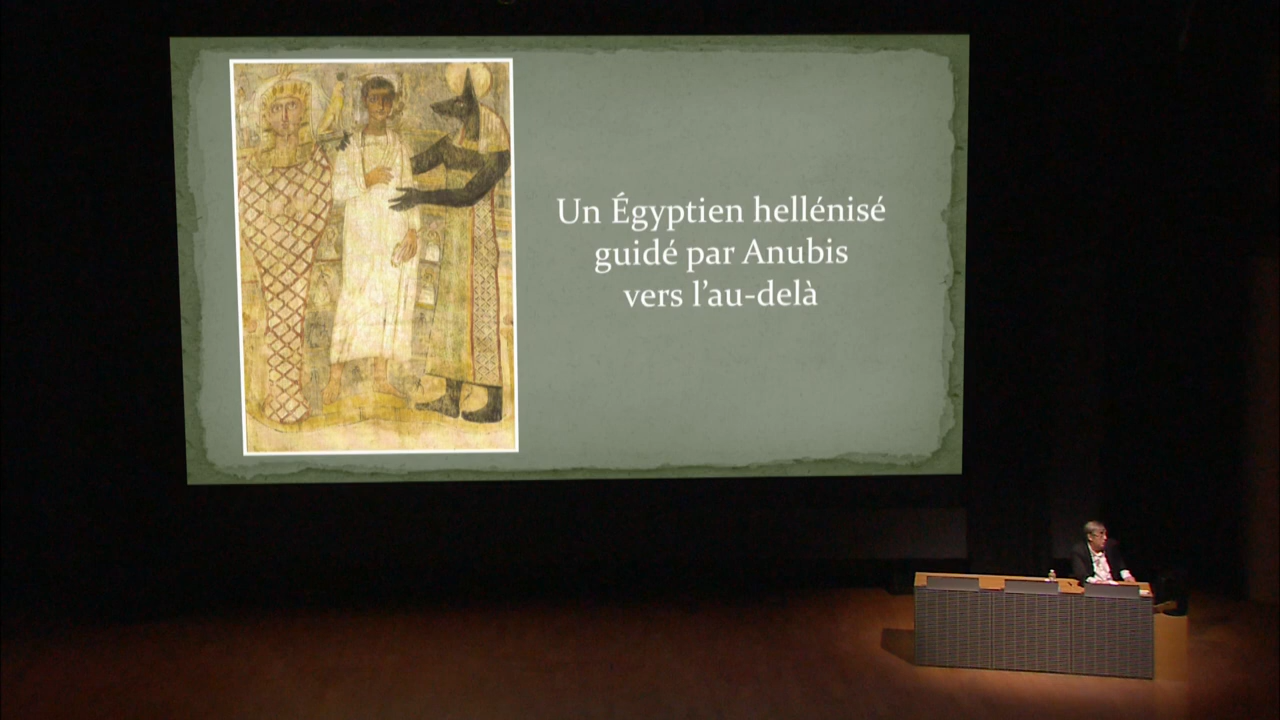 Un Égyptien hellénisé
guidé par Anubis
vers l’au-delà